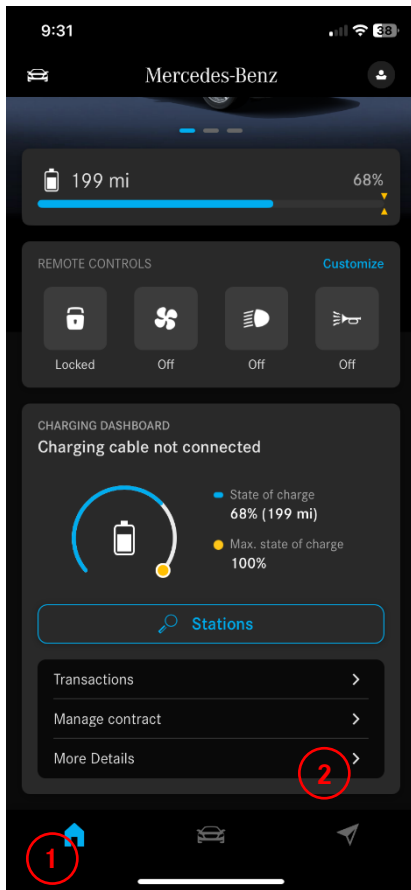 9:31
38
Mercedes-Benz
199 mi
68%
REMOTE CONTROLS
Customize
Locked
Off
Off
Off
CHARGING DASHBOARD
Charging cable not connected
State of charge
68% (199 mi)
Max. state of charge
100%
Stations
Transactions
Manage contract
More Details
2
1